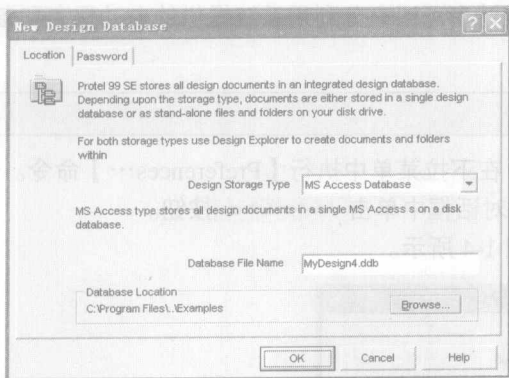 New Design Database
Location
Password
Protel 99 SE stores all design documents in an integrated design database.
Depending upon the storage type, documents are either stored in a single design
database or as stand-alone files and folders on your disk drive.
For both storage types use Design Explorer to create documents and folders
within
Design Storage Type
MS Access Database
MS Access type stores all design documents in a single MS Access s on a disk
database.
Database File Name
MyDesign4.ddb
Database Location
C:\Program Files\..\Examples
Browse...
OK
Cancel
Help